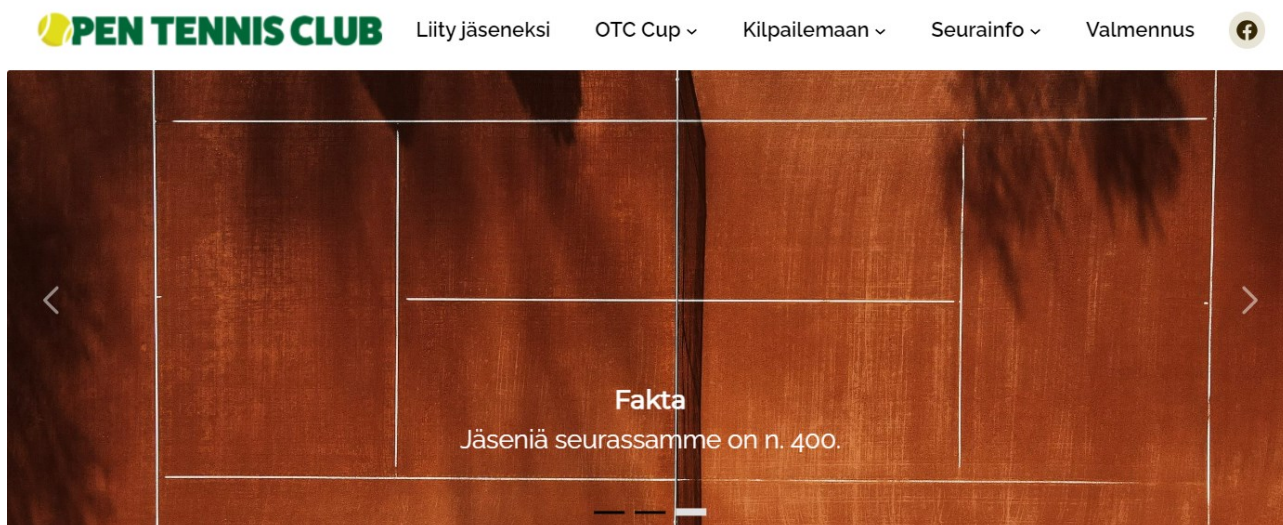 OPEN TENNIS CLUB
Liity jäseneksi
OTC Cup
Kilpailemaan
Seurainfo
Valmennus
Fakta
Jäseniä seurassamme on n. 400.